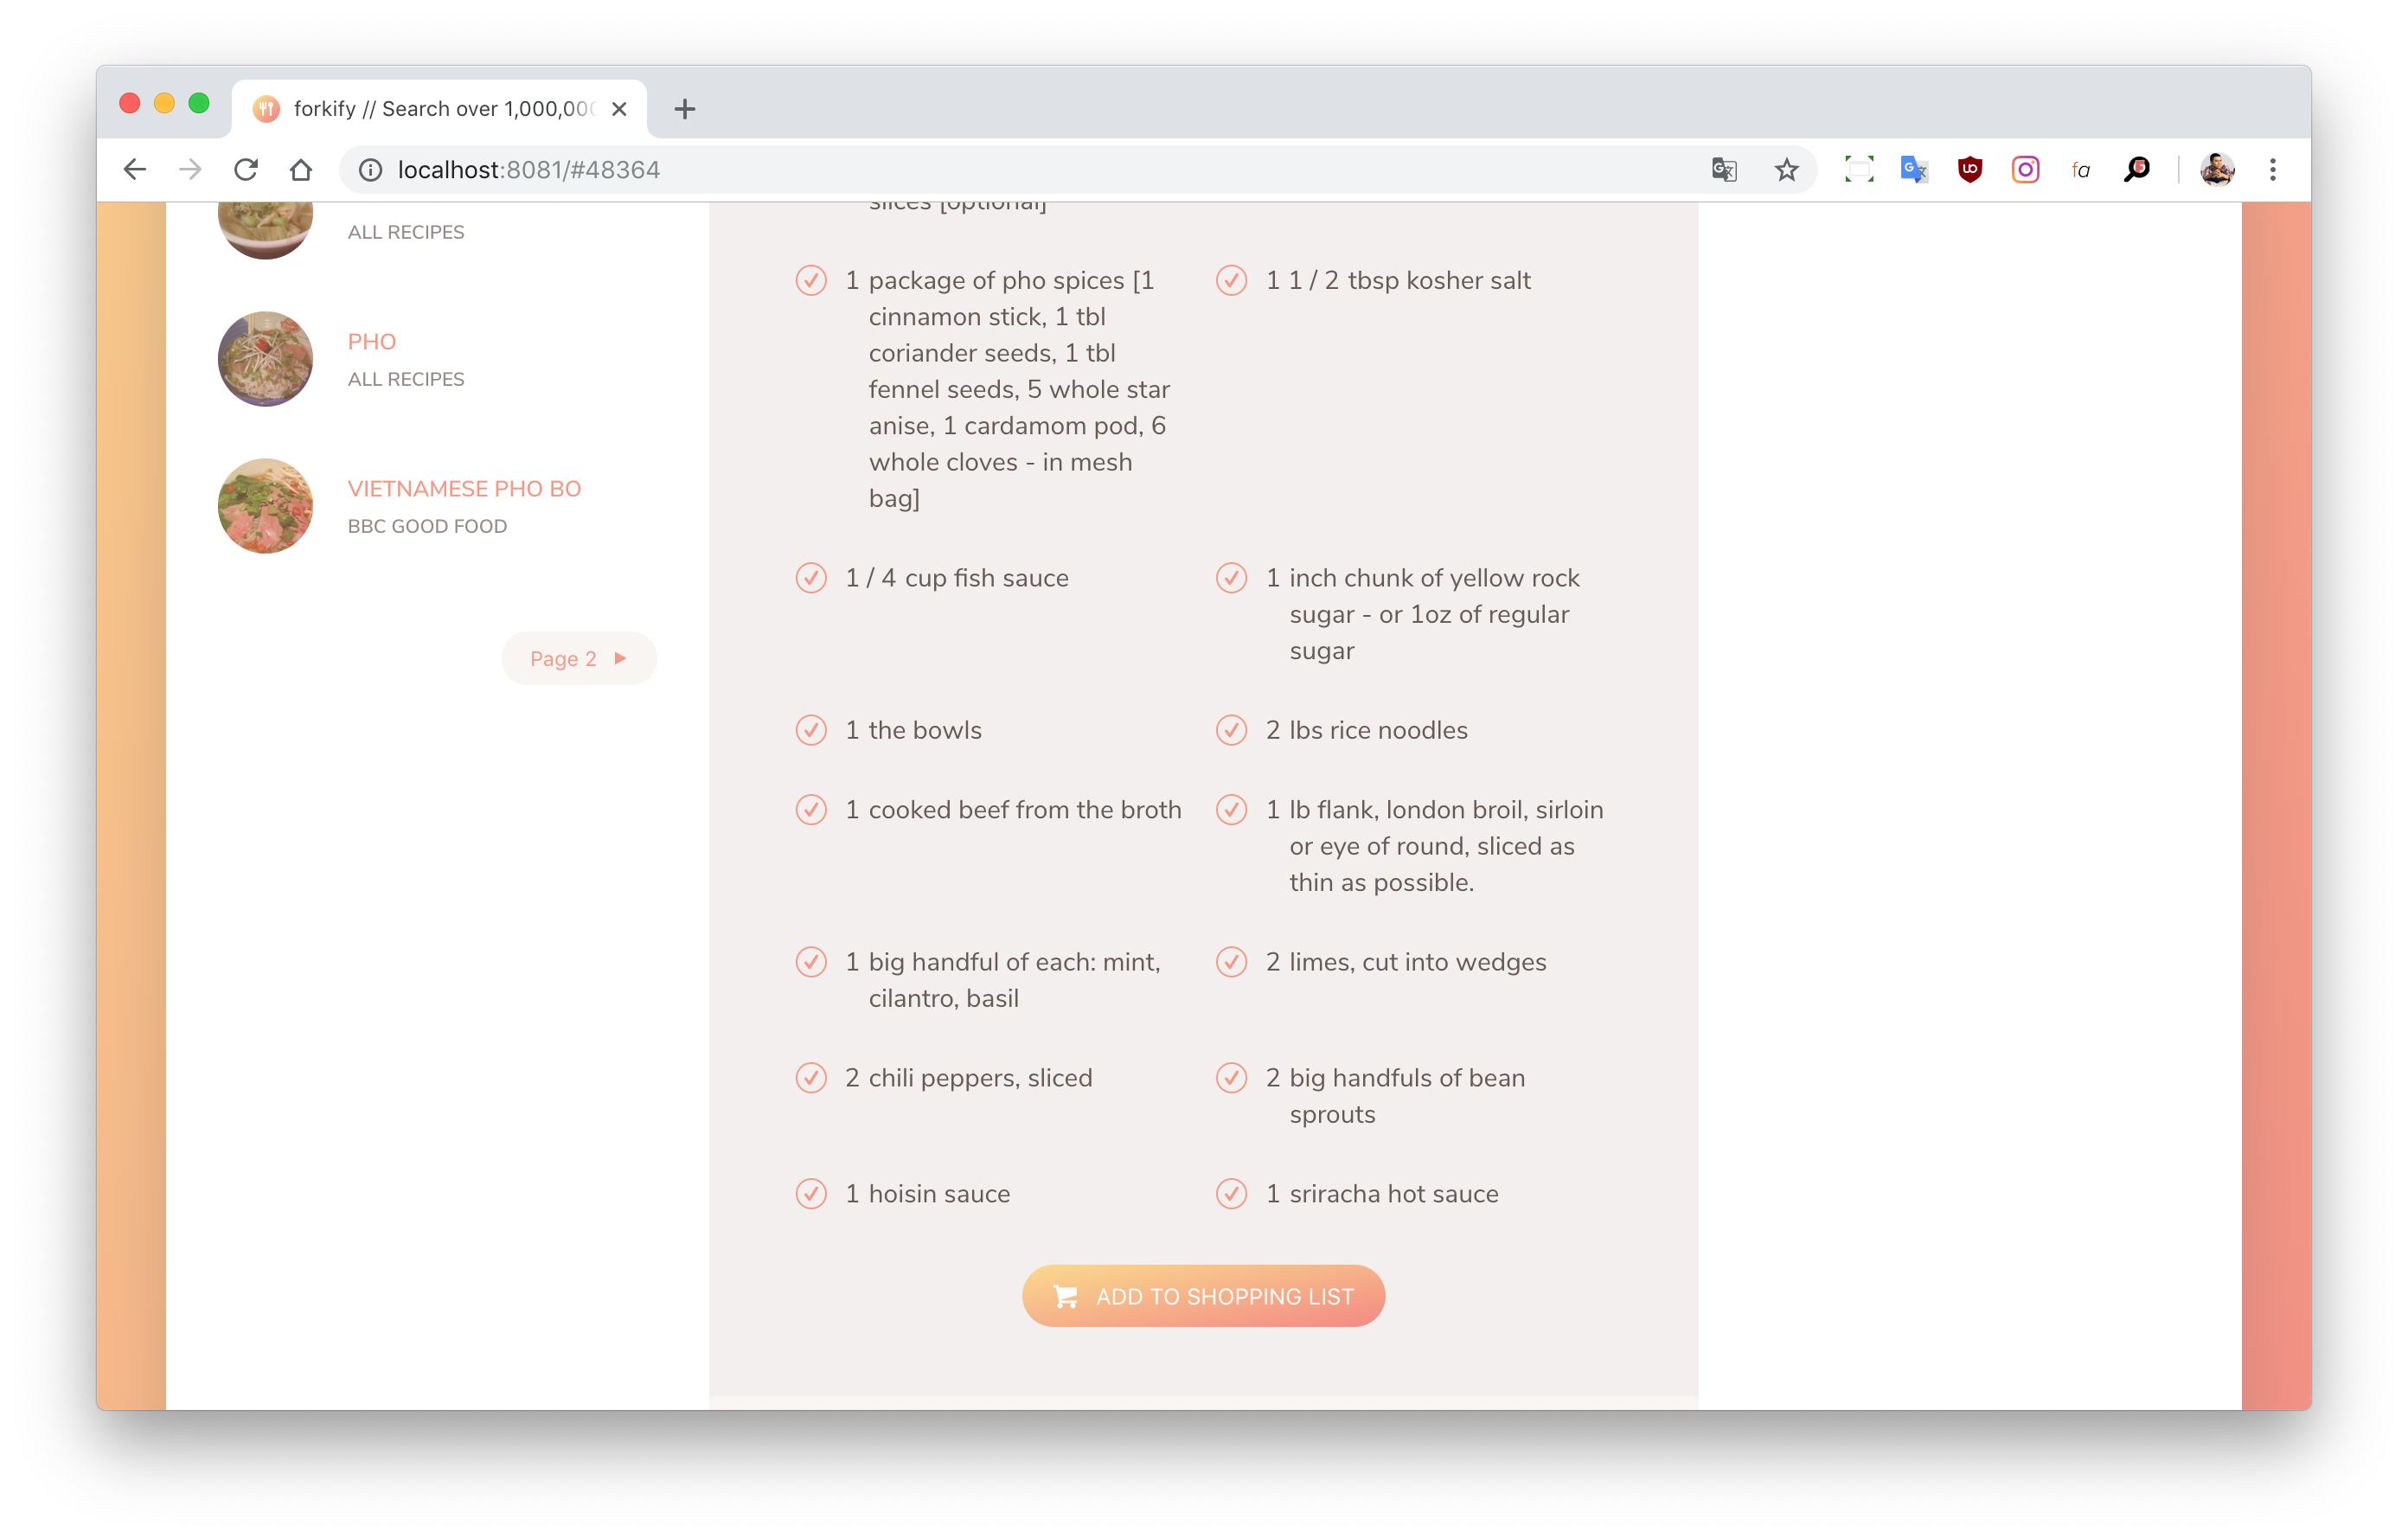 forkify // Search over 1,000,000
localhost:8081/#48364
ALL RECIPES
PHO
ALL RECIPES
VIETNAMESE PHO BO
BBC GOOD FOOD
Page 2
slices [optional]
1 package of pho spices [1
cinnamon stick, 1 tbl
coriander seeds, 1 tbl
fennel seeds, 5 whole star
anise, 1 cardamom pod, 6
whole cloves - in mesh
bag]
1 1 / 2 tbsp kosher salt
1 / 4 cup fish sauce
1 inch chunk of yellow rock
sugar - or 1oz of regular
sugar
1 the bowls
2 lbs rice noodles
1 cooked beef from the broth
1 lb flank, london broil, sirloin
or eye of round, sliced as
thin as possible.
1 big handful of each: mint,
cilantro, basil
2 limes, cut into wedges
2 chili peppers, sliced
2 big handfuls of bean
sprouts
1 hoisin sauce
1 sriracha hot sauce
ADD TO SHOPPING LIST